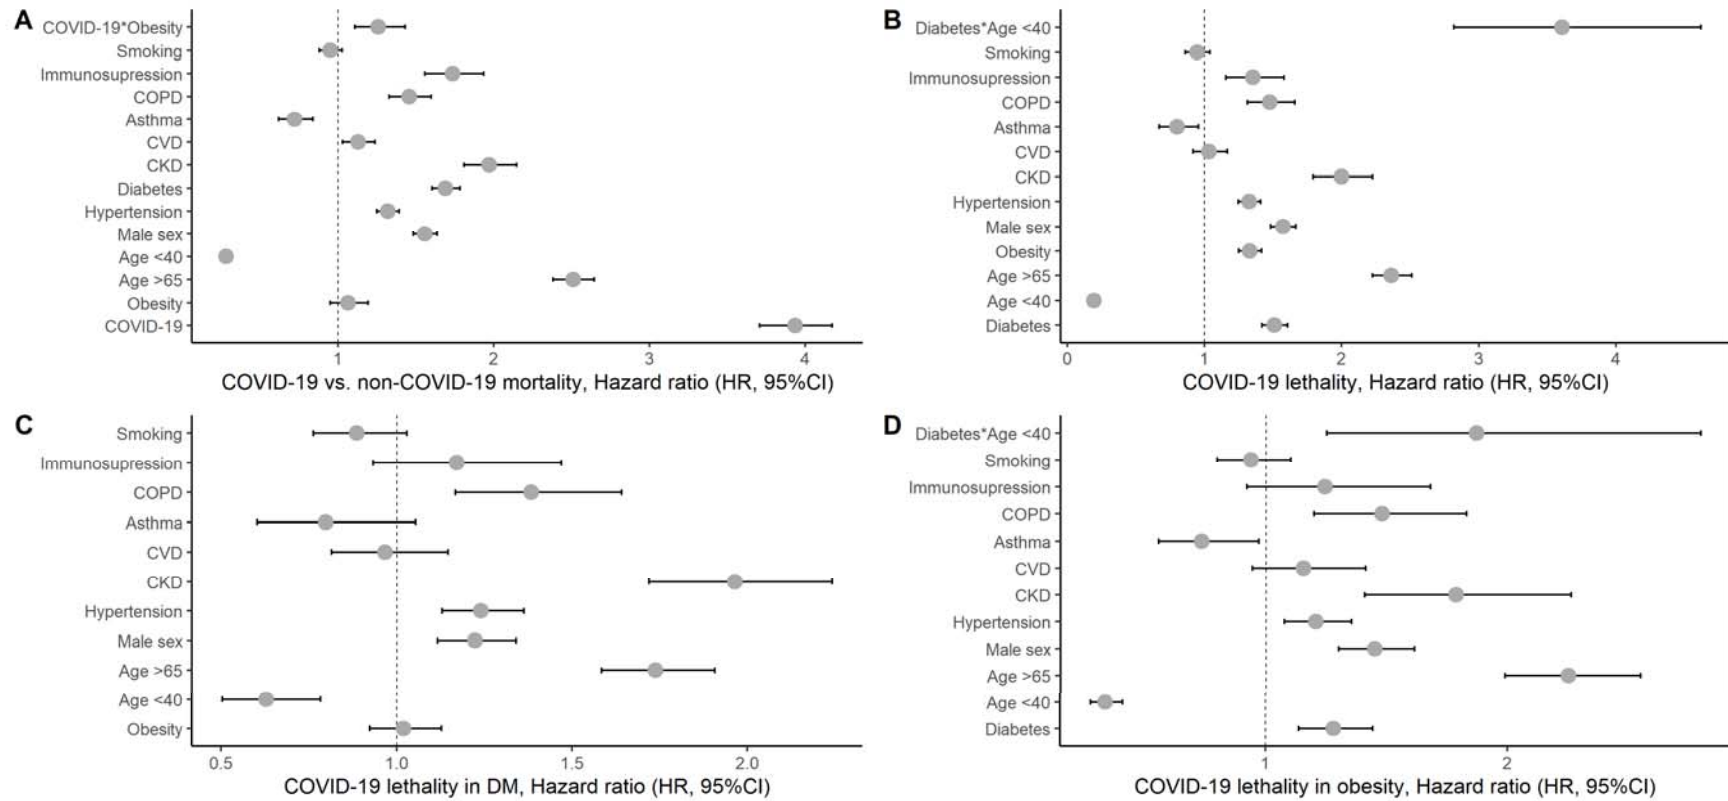 A
COVID-19*Obesity
Smoking
Immunosupression
COPD
Asthma
CVD
CKD
Diabetes
Hypertension
Male sex
Age <40
Age >65
Obesity
COVID-19
1 2 3 4
COVID-19 vs. non-COVID-19 mortality, Hazard ratio (HR, 95%CI)
B
Diabetes*Age <40
Smoking
Immunosupression
COPD
Asthma
CVD
CKD
Hypertension
Male sex
Obesity
Age >65
Age <40
Diabetes
0 1 2 3 4
COVID-19 lethality, Hazard ratio (HR, 95%CI)
C
Smoking
Immunosupression
COPD
Asthma
CVD
CKD
Hypertension
Male sex
Age >65
Age <40
Obesity
0.5 1.0 1.5 2.0
COVID-19 lethality in DM, Hazard ratio (HR, 95%CI)
D
Diabetes*Age <40
Smoking
Immunosupression
COPD
Asthma
CVD
CKD
Hypertension
Male sex
Age >65
Age <40
Diabetes
1 2
COVID-19 lethality in obesity, Hazard ratio (HR, 95%CI)